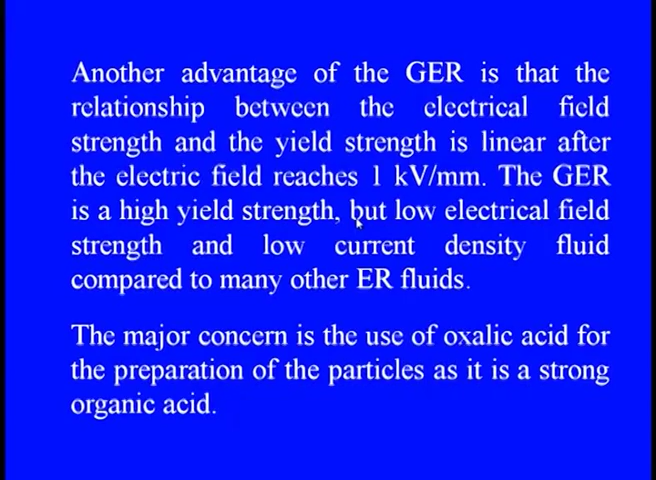 Another advantage of the GER is that the
relationship between the electrical field
strength and the yield strength is linear after
the electric field reaches 1 kV/mm. The GER
is a high yield strength, but low electrical field
strength and low current density fluid
compared to many other ER fluids.
The major concern is the use of oxalic acid for
the preparation of the particles as it is a strong
organic acid.